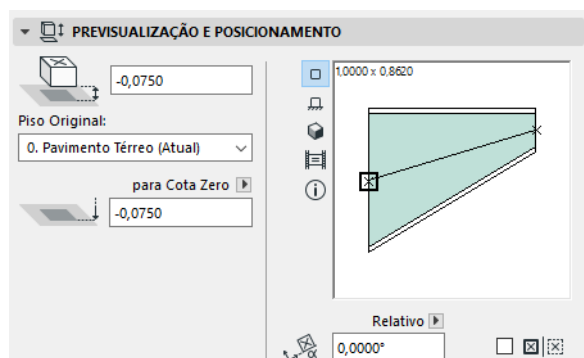 PREVISUALIZAÇÃO E POSICIONAMENTO
-0,0750
1,0000 x 0,8620
Piso Original:
0. Pavimento Térreo (Atual)
para Cota Zero
-0,0750
Relativo
α
0,0000°